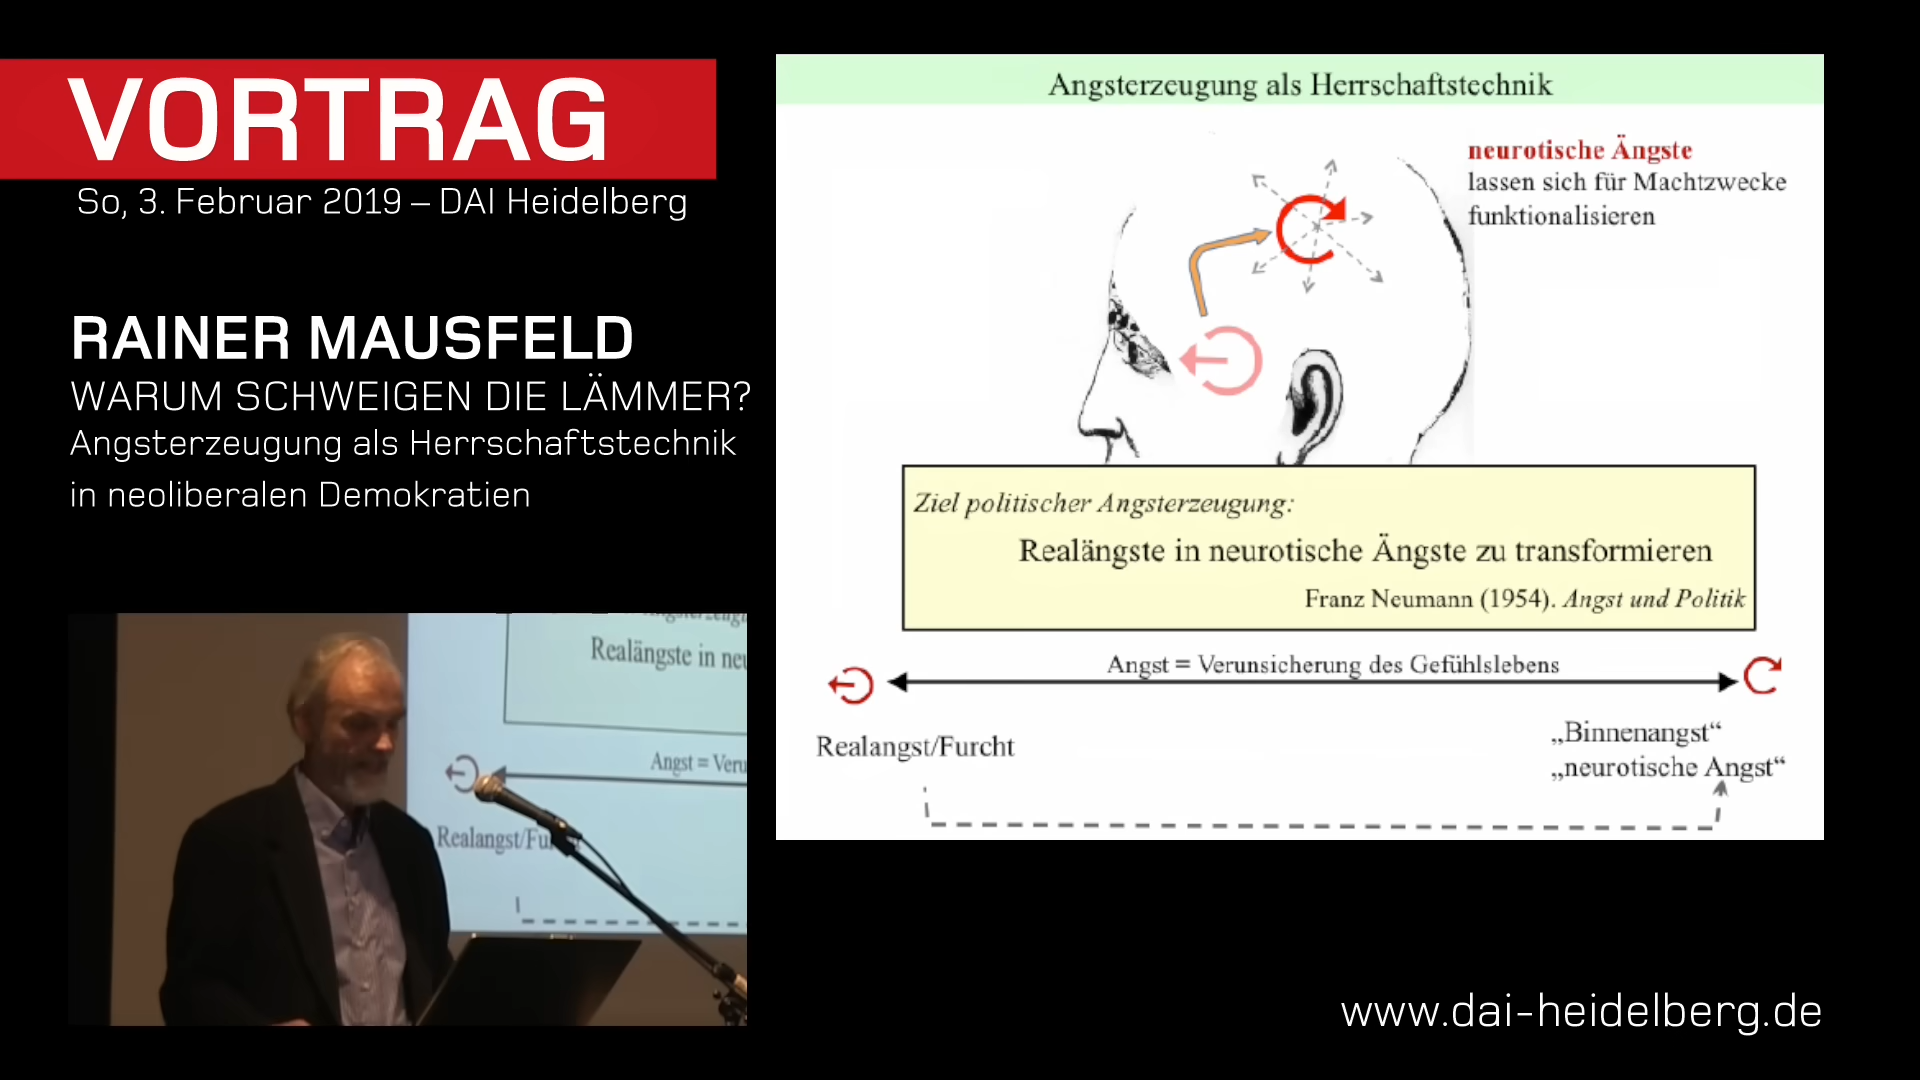 VORTRAG
So, 3. Februar 2019 – DAI Heidelberg
RAINER MAUSFELD
WARUM SCHWEIGEN DIE LÄMMER?
Angsterzeugung als Herrschaftstechnik
in neoliberalen Demokratien
Angsterzeugung als Herrschaftstechnik
neurotische Ängste
lassen sich für Machtzwecke
funktionalisieren
Ziel politischer Angsterzeugung:
Realängste in neurotische Ängste zu transformieren
Franz Neumann (1954). Angst und Politik
Angst = Verunsicherung des Gefühlslebens
Realangst/Furcht
„Binnenangst“
„neurotische Angst“
Realängste in neu
Angst = Veru
Realangst/Fu
www.dai-heidelberg.de